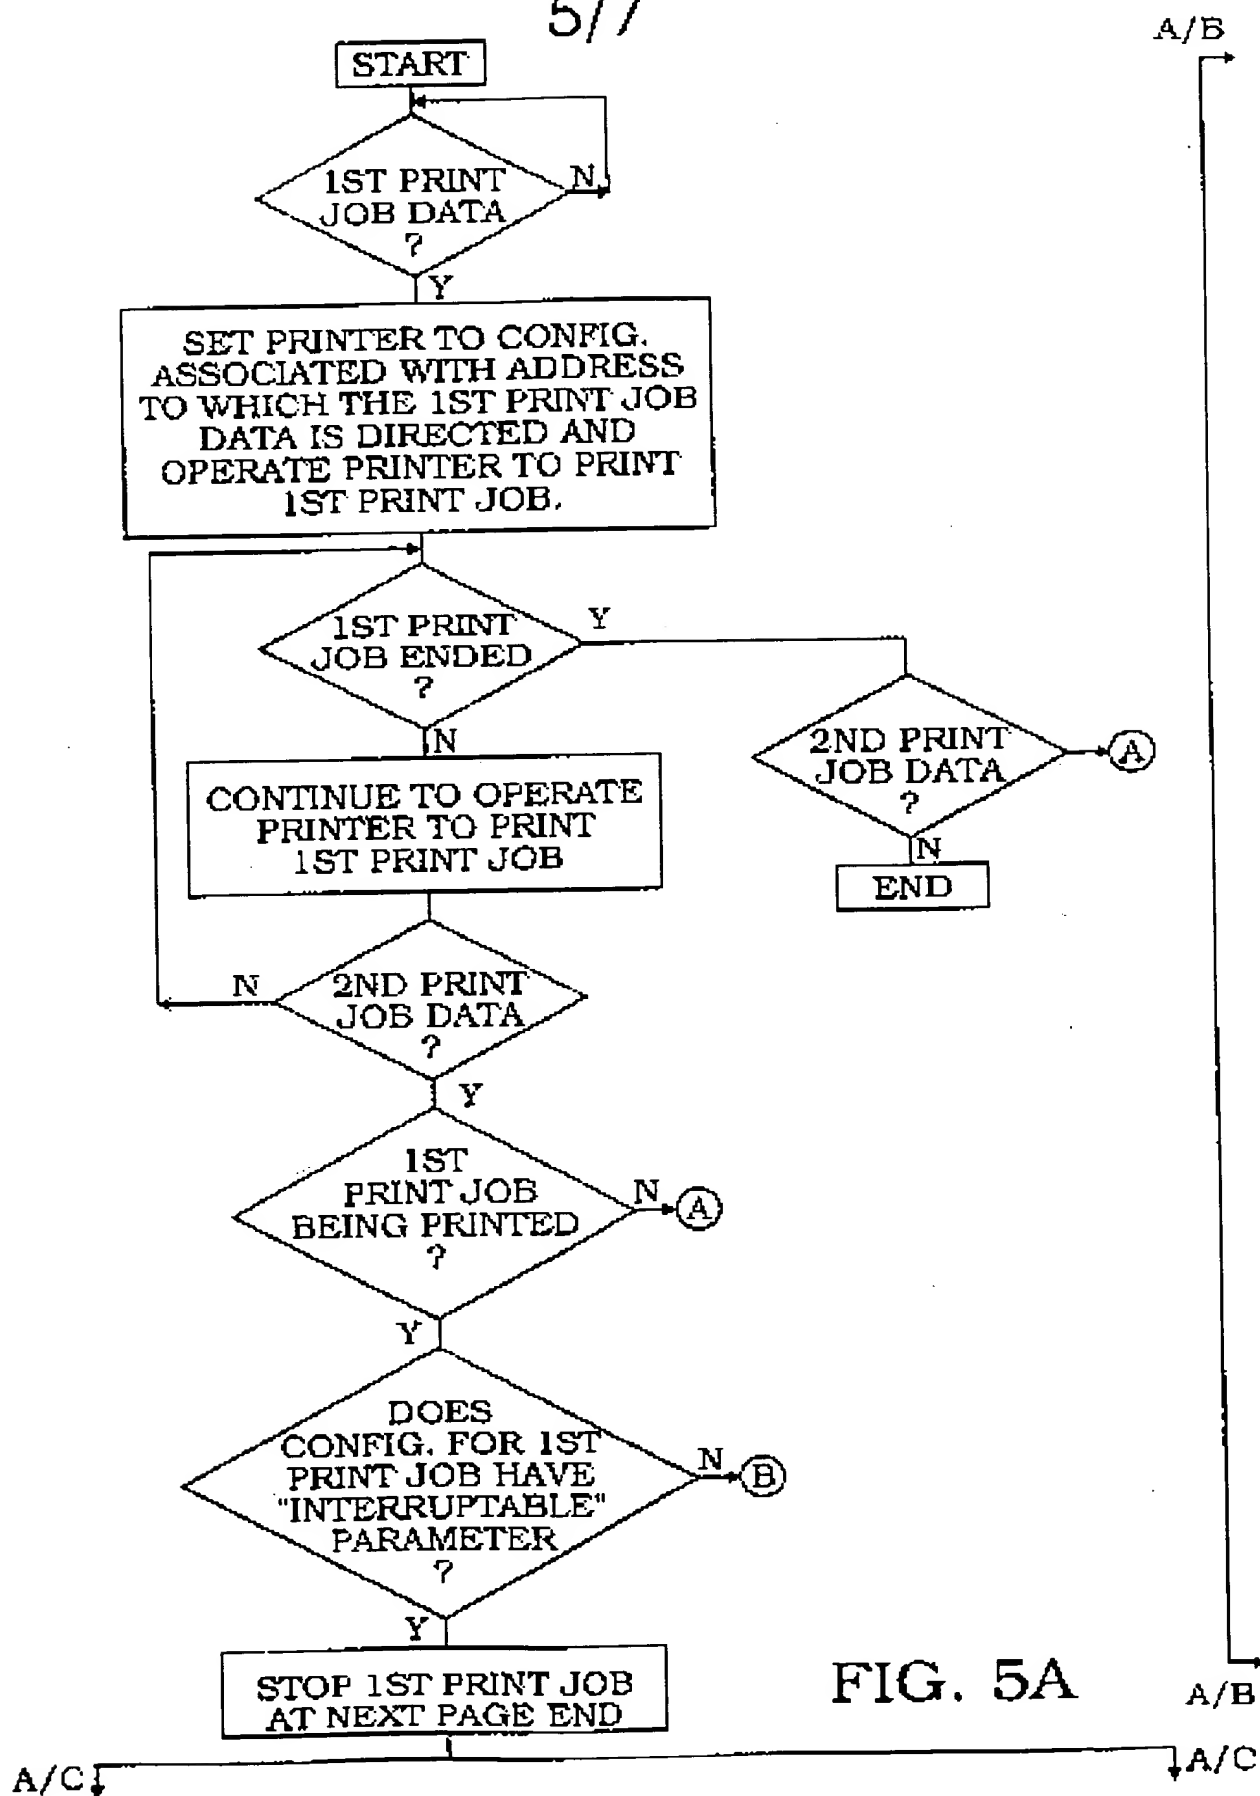 5/7
A/B
START
1ST PRINT
JOB DATA
?
N
Y
SET PRINTER TO CONFIG.
ASSOCIATED WITH ADDRESS
TO WHICH THE 1ST PRINT JOB
DATA IS DIRECTED AND
OPERATE PRINTER TO PRINT
1ST PRINT JOB.
1ST PRINT
JOB ENDED
?
Y
N
2ND PRINT
JOB DATA
?
A
N
END
CONTINUE TO OPERATE
PRINTER TO PRINT
1ST PRINT JOB
2ND PRINT
JOB DATA
?
N
Y
1ST
PRINT JOB
BEING PRINTED
?
N
A
Y
DOES
CONFIG. FOR 1ST
PRINT JOB HAVE
"INTERRUPTABLE"
PARAMETER
?
N
B
Y
STOP 1ST PRINT JOB
AT NEXT PAGE END
FIG. 5A
A/B
A/C
A/C